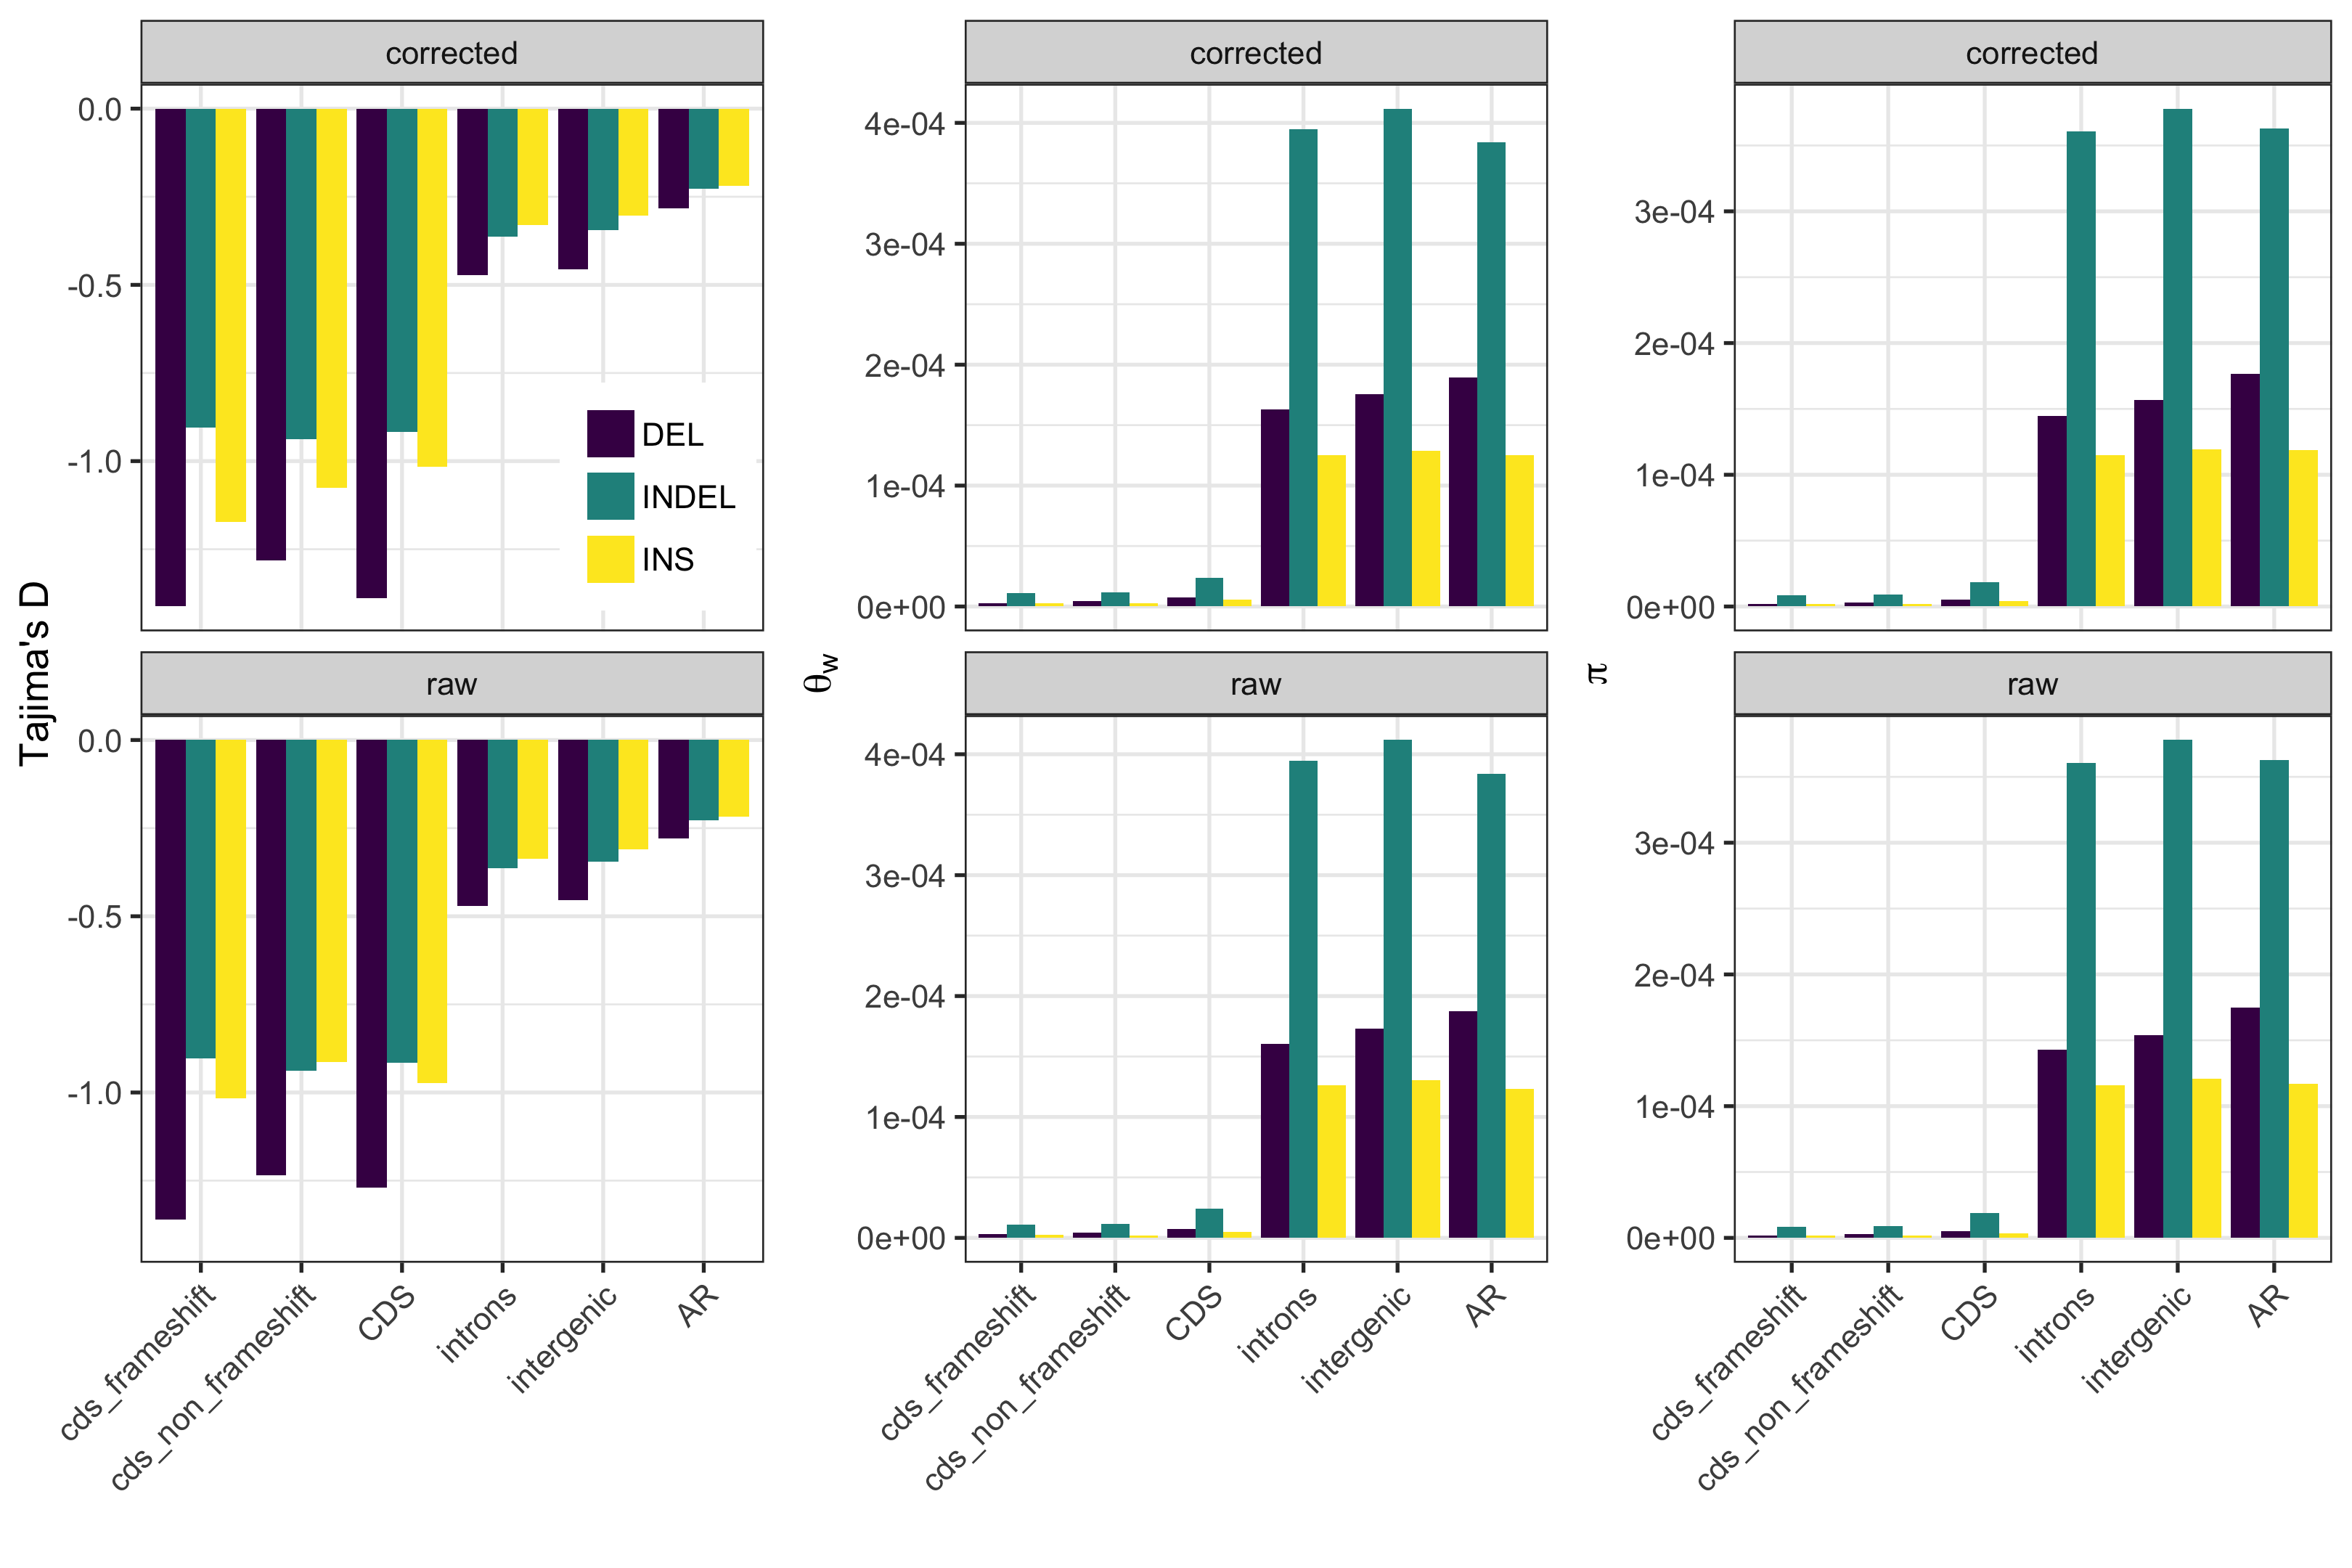 corrected
0.0
-0.5
-1.0
DEL
INDEL
INS
raw
0.0
-0.5
-1.0
Tajima's D
cds_frameshift
cds_non_frameshift
CDS
introns
intergenic
AR
corrected
4e-04
3e-04
2e-04
1e-04
0e+00
raw
4e-04
3e-04
2e-04
1e-04
0e+00
θw
cds_frameshift
cds_non_frameshift
CDS
introns
intergenic
AR
corrected
3e-04
2e-04
1e-04
0e+00
raw
3e-04
2e-04
1e-04
0e+00
π
cds_frameshift
cds_non_frameshift
CDS
introns
intergenic
AR